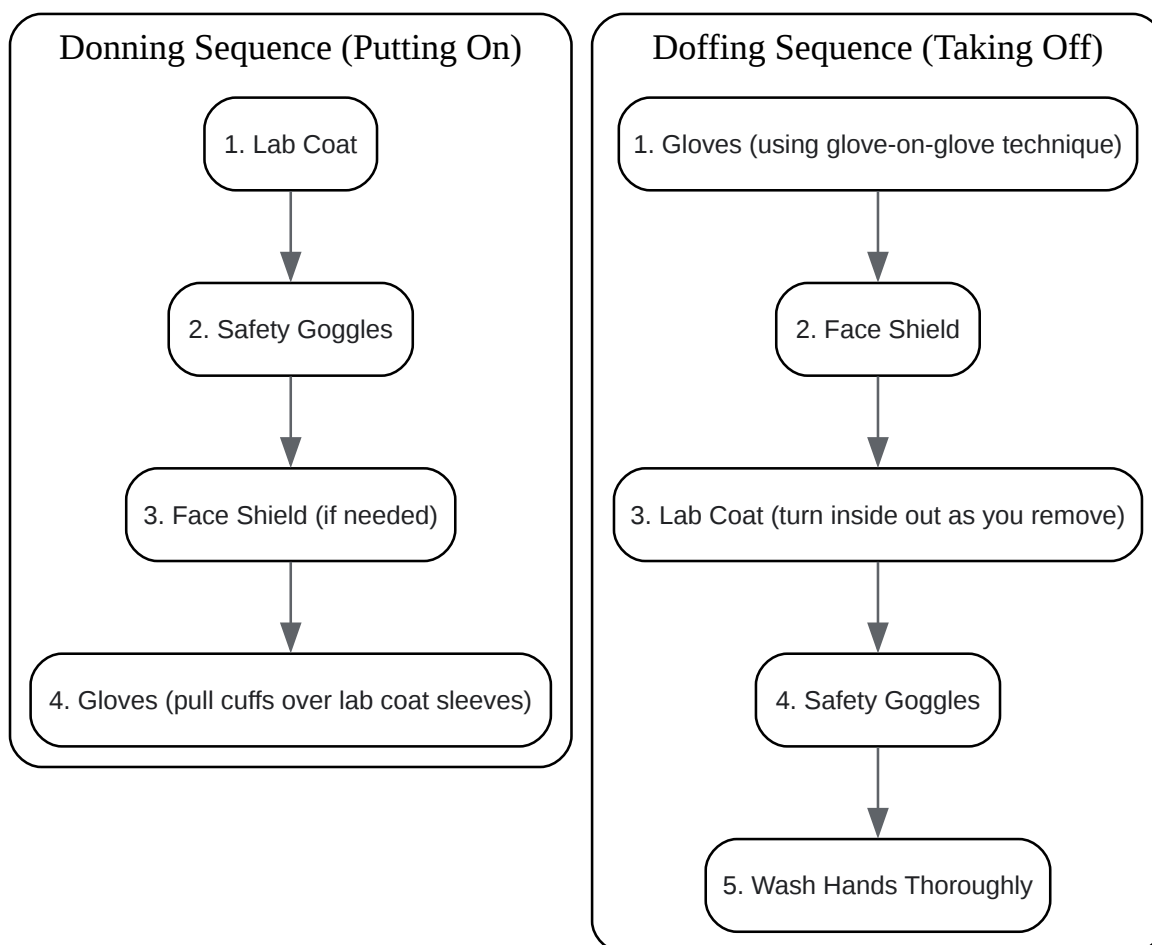 Donning Sequence (Putting On)
1. Lab Coat
2. Safety Goggles
3. Face Shield (if needed)
4. Gloves (pull cuffs over lab coat sleeves)
Doffing Sequence (Taking Off)
1. Gloves (using glove-on-glove technique)
2. Face Shield
3. Lab Coat (turn inside out as you remove)
4. Safety Goggles
5. Wash Hands Thoroughly